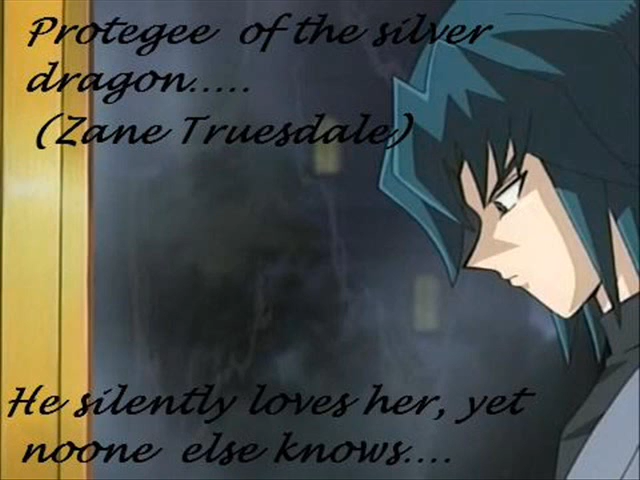 Protegee of the silver
dragon.....
(Zane Truesdale)
He silently loves her, yet
noone else knows....